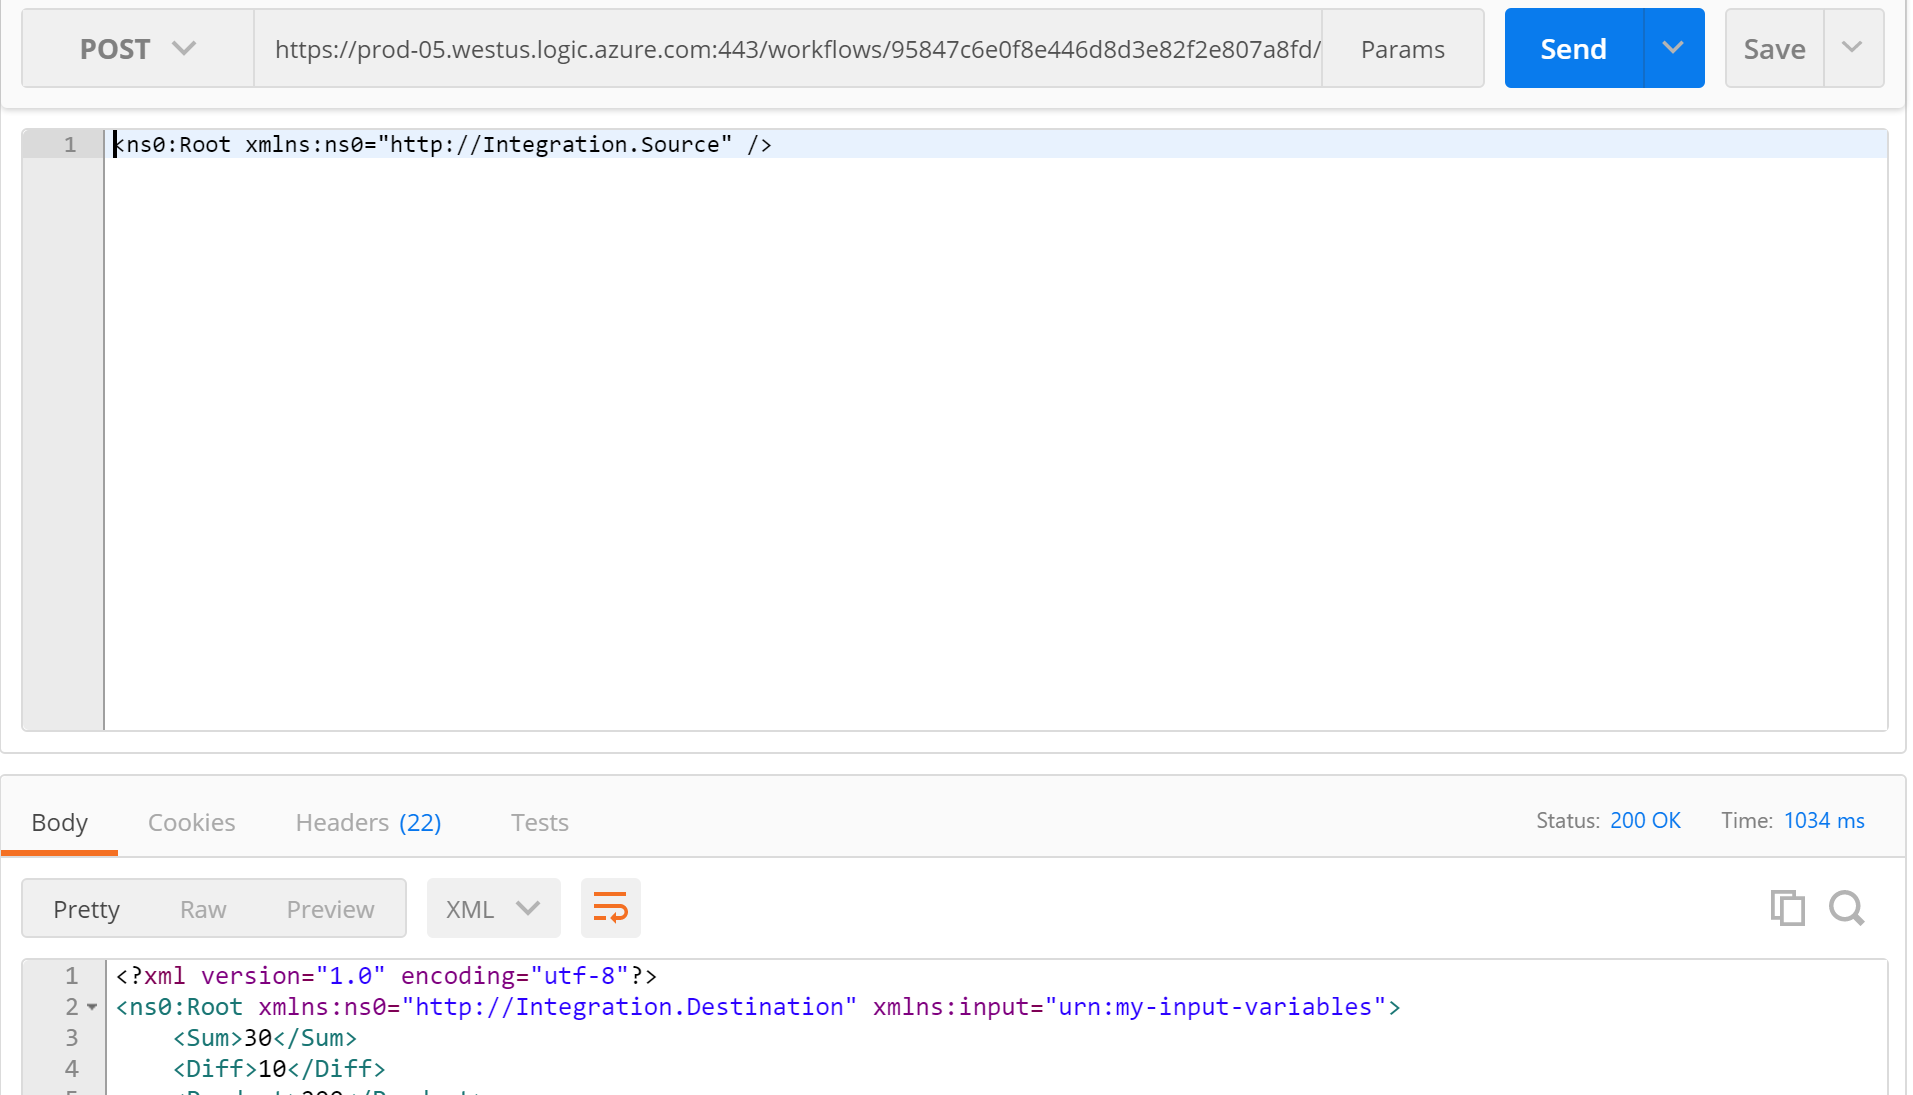 POST https://prod-05.westus.logic.azure.com:443/workflows/95847c6e0f8e446d8d3e82f2e807a8fd/ Params Send Save
1 <ns0:Root xmlns:ns0="http://Integration.Source" />
Body Cookies Headers (22) Tests Status: 200 OK Time: 1034 ms
Pretty Raw Preview XML
1 <?xml version="1.0" encoding="utf-8"?>
2 <ns0:Root xmlns:ns0="http://Integration.Destination" xmlns:input="urn:my-input-variables">
3 <Sum>30</Sum>
4 <Diff>10</Diff>